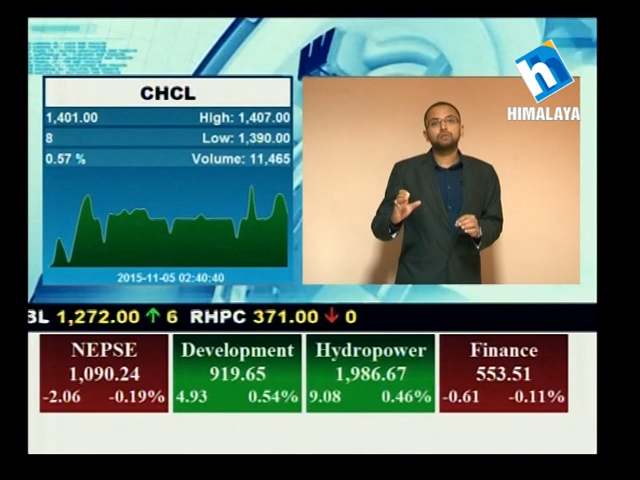 HIMALAYA
CHCL
1,401.00 High: 1,407.00
8 Low: 1,390.00
0.57 % Volume: 11,465
2015-11-05 02:40:40
BL 1,272.00 6 RHPC 371.00 0
NEPSE
1,090.24
-2.06 -0.19%
Development
919.65
4.93 0.54%
Hydropower
1,986.67
9.08 0.46%
Finance
553.51
-0.61 -0.11%